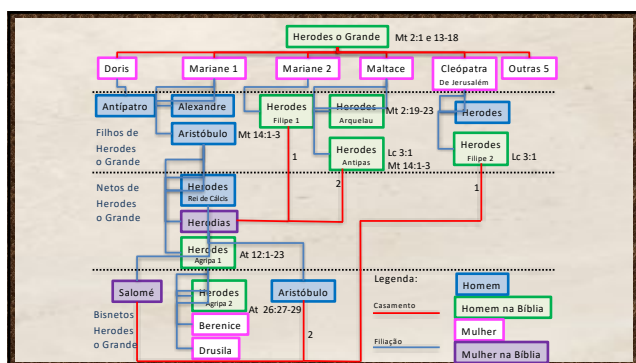 Herodes o Grande
Mt 2:1 e 13-18
Doris
Mariane 1
Mariane 2
Maltace
Cleópatra
De Jerusalém
Outras 5
Antípatro
Alexandre
Herodes
Filipe 1
Herodes
Arquelau
Mt 2:19-23
Herodes
Filhos de
Herodes
o Grande
Aristóbulo
Mt 14:1-3
Herodes
Antipas
Lc 3:1
Mt 14:1-3
Herodes
Filipe 2
Lc 3:1
1
2
1
Netos de
Herodes
o Grande
Herodes
Rei de Cálcis
Herodias
Herodes
Agripa 1
At 12:1-23
Bisnetos
Herodes
o Grande
Salomé
Herodes
Agripa 2
At 26:27-29
Aristóbulo
2
Berenice
Drusila
Legenda:
Casamento
Filiação
Homem
Homem na Bíblia
Mulher
Mulher na Bíblia